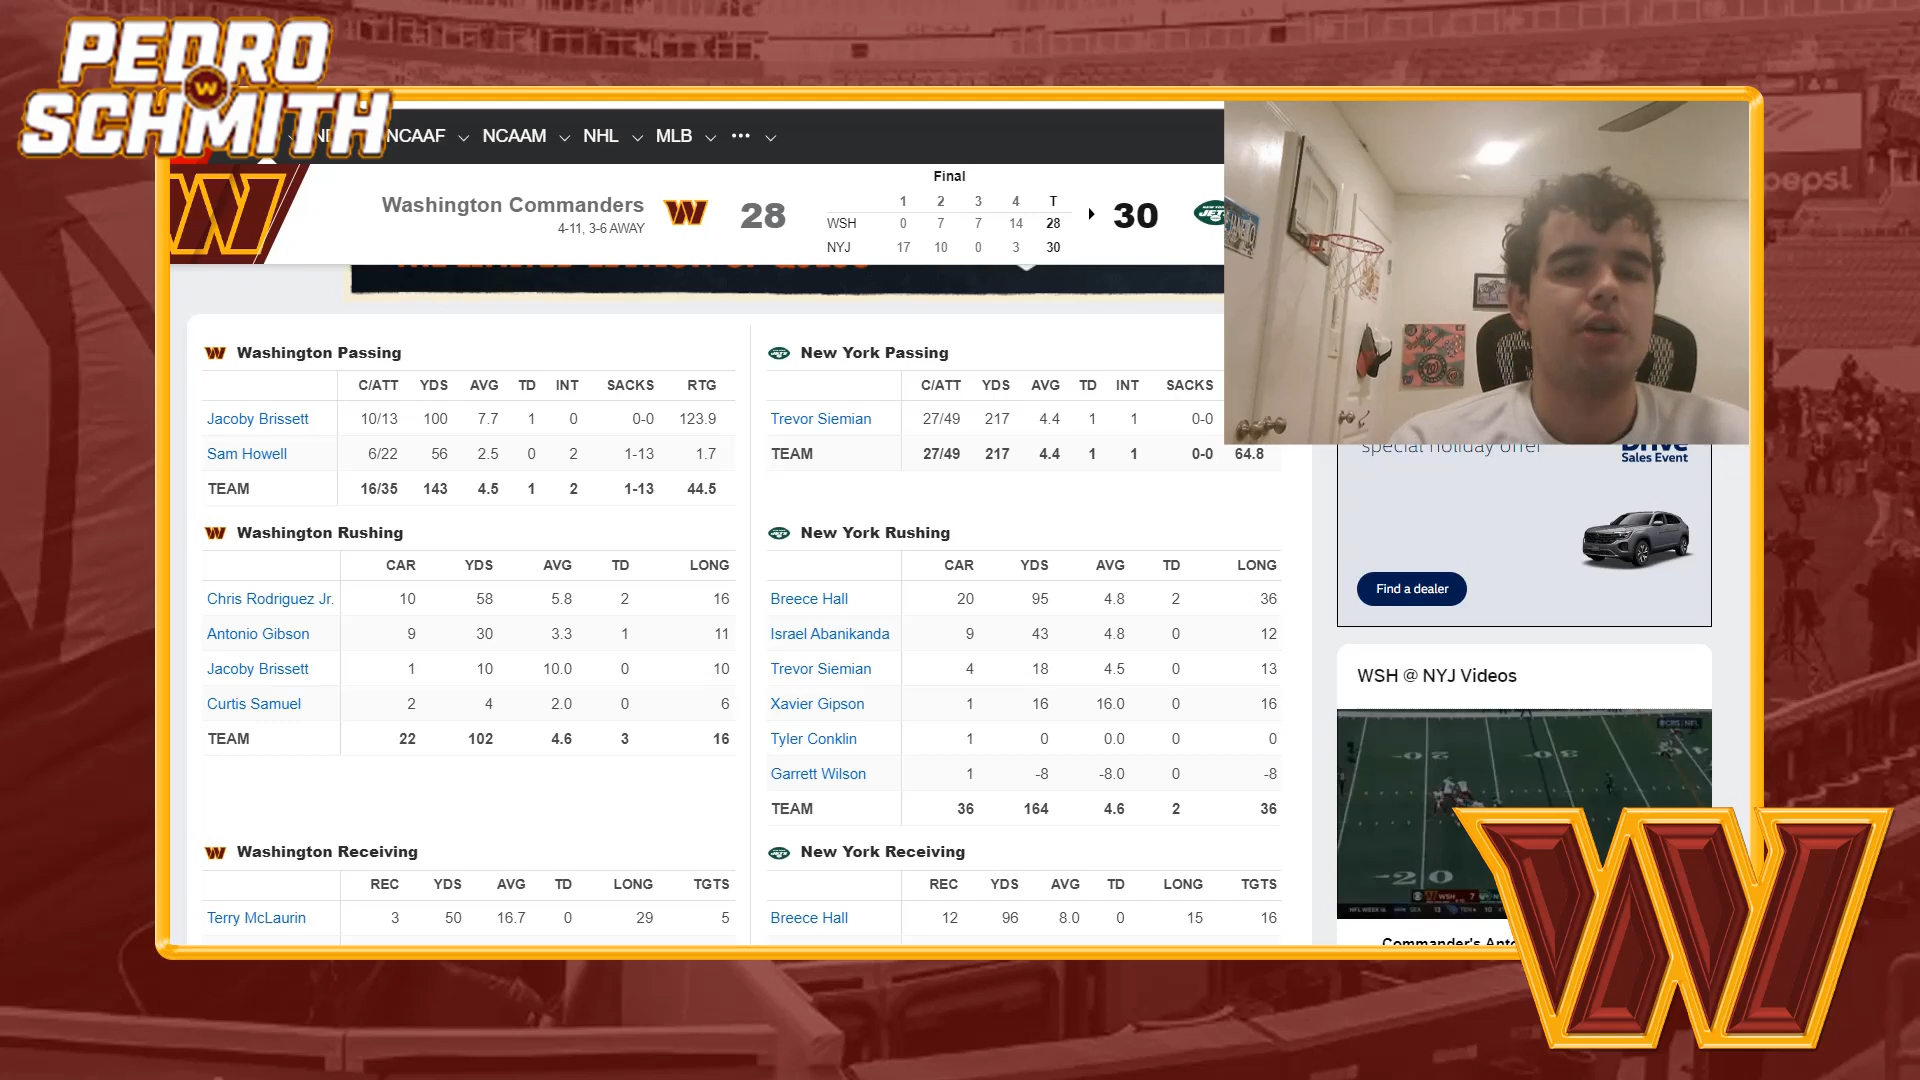 PEDRO
SCHMITH
NCAAF NCAAM NHL MLB •••
Washington Commanders
4-11, 3-6 AWAY
28
Final
1 2 3 4 T
WSH 0 7 7 14 28
NYJ 17 10 0 3 30
30
JETS
Washington Passing
C/ATT YDS AVG TD INT SACKS RTG
Jacoby Brissett 10/13 100 7.7 1 0 0-0 123.9
Sam Howell 6/22 56 2.5 0 2 1-13 1.7
TEAM 16/35 143 4.5 1 2 1-13 44.5
New York Passing
C/ATT YDS AVG TD INT SACKS
Trevor Siemian 27/49 217 4.4 1 1 0-0
TEAM 27/49 217 4.4 1 1 0-0 64.8
Washington Rushing
CAR YDS AVG TD LONG
Chris Rodriguez Jr. 10 58 5.8 2 16
Antonio Gibson 9 30 3.3 1 11
Jacoby Brissett 1 10 10.0 0 10
Curtis Samuel 2 4 2.0 0 6
TEAM 22 102 4.6 3 16
New York Rushing
CAR YDS AVG TD LONG
Breece Hall 20 95 4.8 2 36
Israel Abanikanda 9 43 4.8 0 12
Trevor Siemian 4 18 4.5 0 13
Xavier Gipson 1 16 16.0 0 16
Tyler Conklin 1 0 0.0 0 0
Garrett Wilson 1 -8 -8.0 0 -8
TEAM 36 164 4.6 2 36
Washington Receiving
REC YDS AVG TD LONG TGTS
Terry McLaurin 3 50 16.7 0 29 5
New York Receiving
REC YDS AVG TD LONG TGTS
Breece Hall 12 96 8.0 0 15 16
special holiday offer
Drive
Sales Event
Find a dealer
WSH @ NYJ Videos
Commander's
pepsi